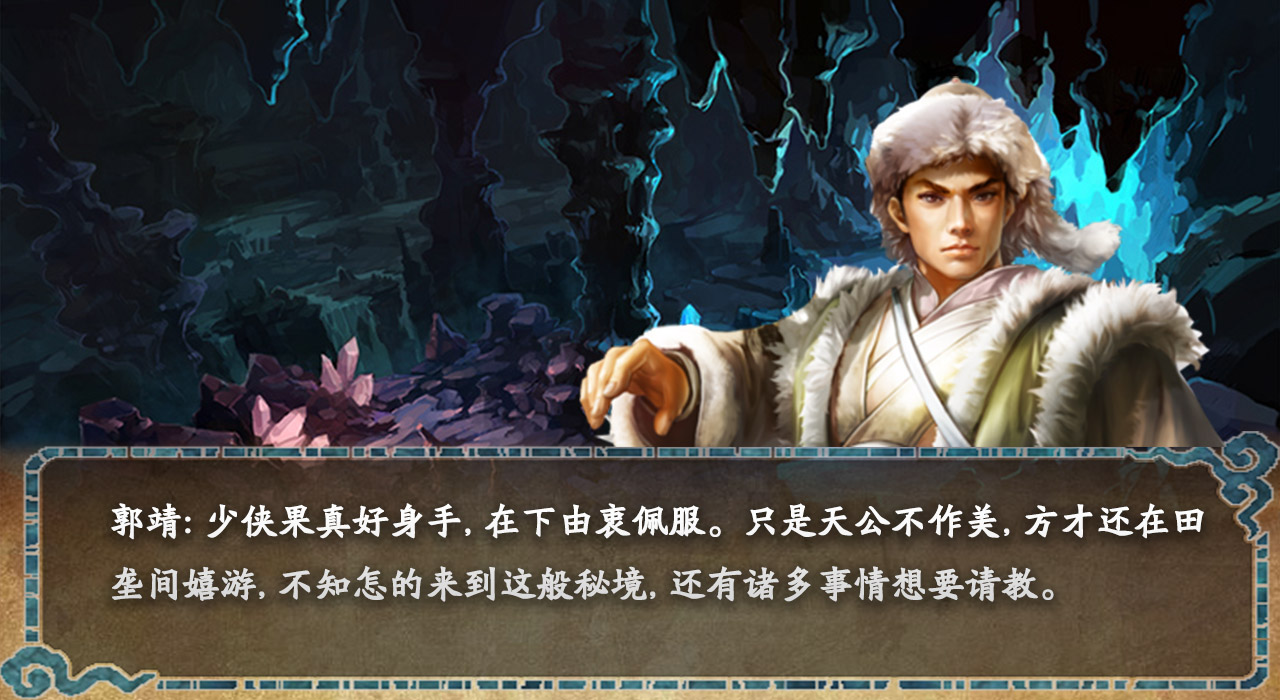 郭靖: 少侠果真好身手, 在下由衷佩服。只是天公不作美, 方才还在田
垄间嬉游, 不知怎的来到这般秘境, 还有诸多事情想要请教。